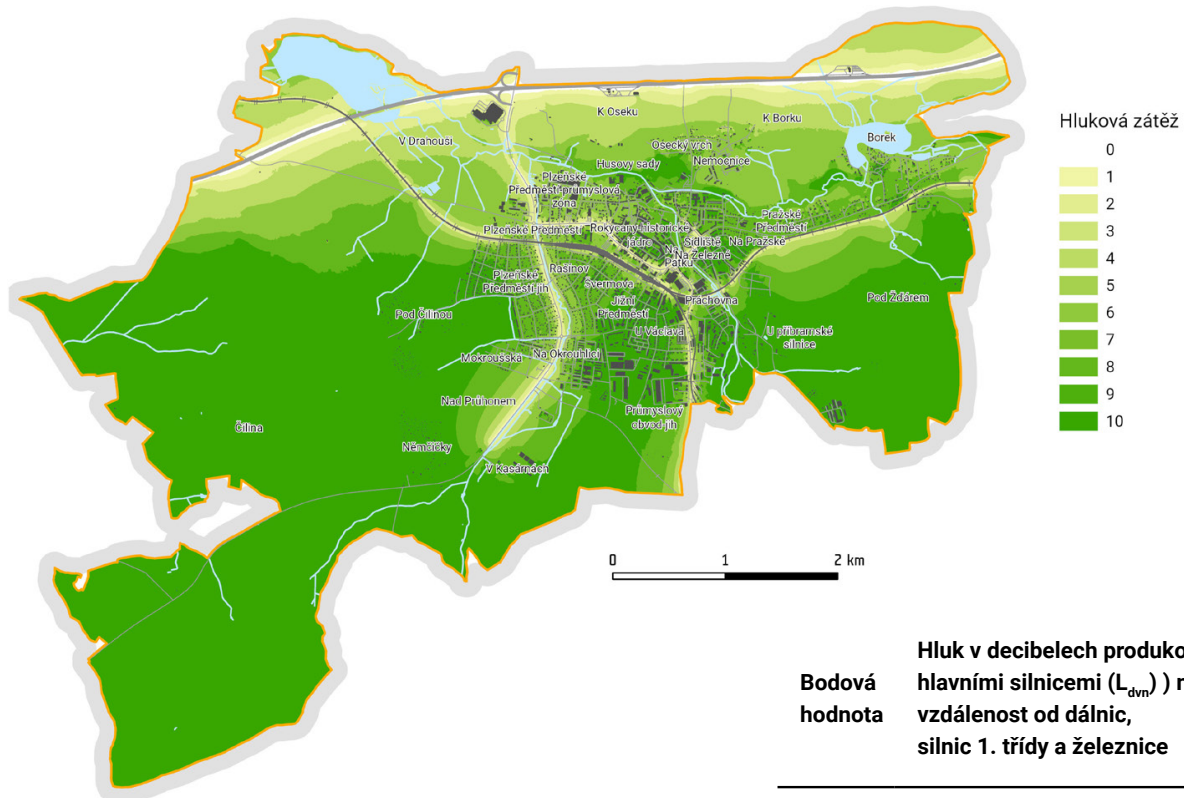 K Oseku
K Borku
V Drahouši
Borek
Osecký vrch
Nemocnice
Husovy sady
Plzeňské
Předměstí-průmyslová
zóna
Pražské
Předměstí
Plzeňské Předměstí
Rokycany-historické
jádro
Sídliště
Na Pražské
Na
Pátku
Na Železné
Rašínov
Plzeňské
Předměstí-jih
Švermova
Jižní
Předměstí
Práchovna
Pod Žďárem
Pod Čilinou
U Václava
U příbramské
silnice
Mokroušská
Na Okrouhlici
Nad Průhonem
Průmyslový
obvod-jih
Čilina
Němčičky
V Kasárnách
0 1 2 km
Hluková zátěž
0
1
2
3
4
5
6
7
8
9
10
Bodová
hodnota
Hluk v decibelech produko
hlavními silnicemi (Ldvn) ) n
vzdálenost od dálnic,
silnic 1. třídy a železnice